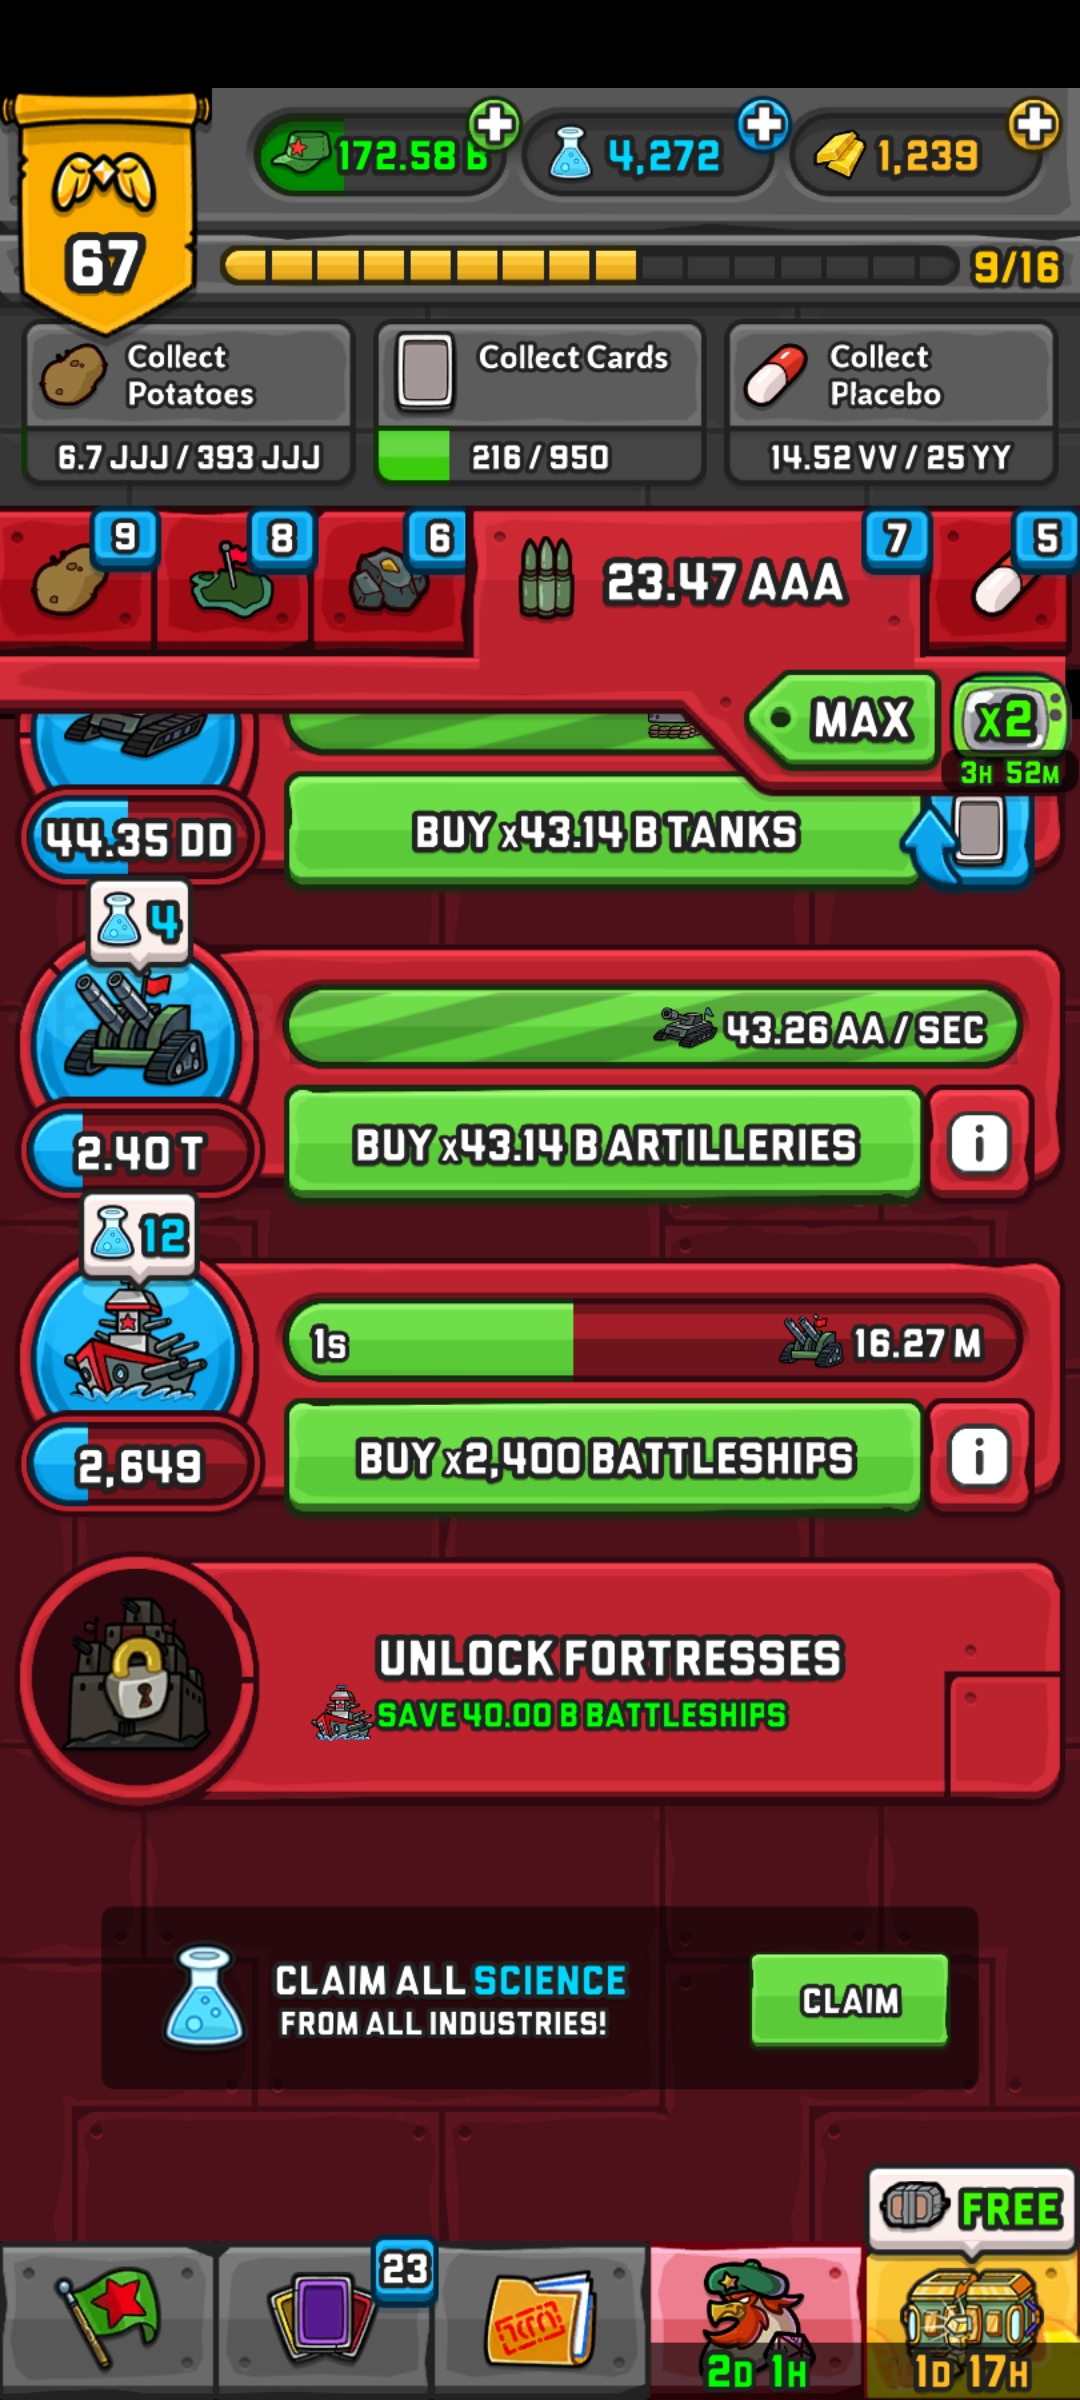 172.58 B
4,272
1,239
67
9/16
Collect
Potatoes
6.7 JJJ / 393 JJJ
Collect Cards
216 / 950
Collect
Placebo
14.52 VV / 25 YY
9
8
6
23.47 AAA
7
5
MAX
x2
3H 52M
44.35 DD
BUY x43.14 B TANKS
4
43.26 AA / SEC
2.40 T
BUY x43.14 B ARTILLERIES
i
12
1s
16.27 M
2,649
BUY x2,400 BATTLESHIPS
i
UNLOCK FORTRESSES
SAVE 40.00 B BATTLESHIPS
CLAIM ALL SCIENCE
FROM ALL INDUSTRIES!
CLAIM
FREE
23
2D 1H
1D 17H